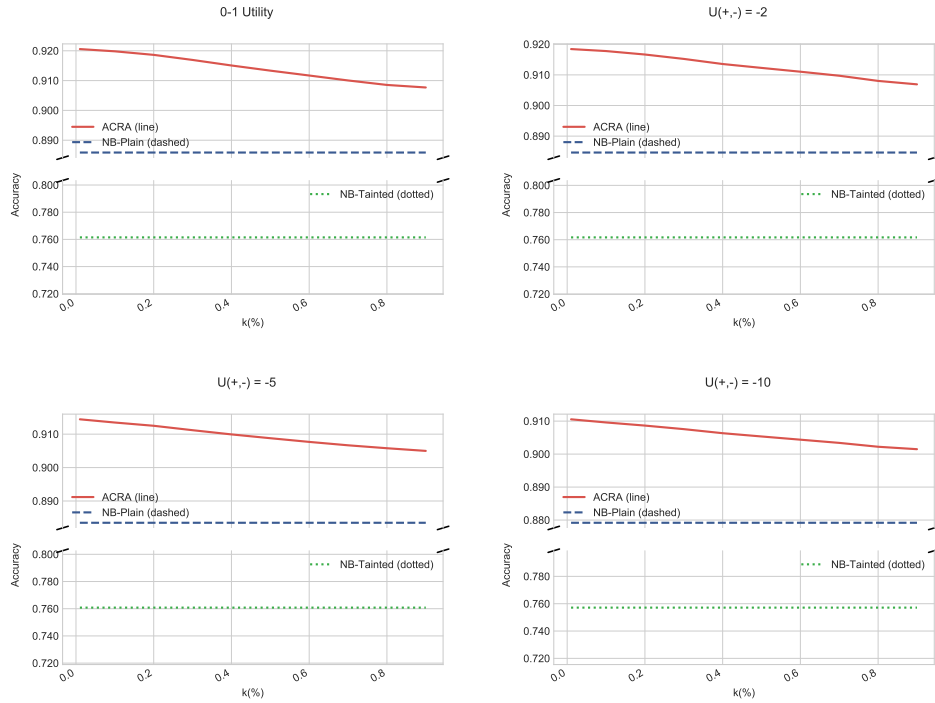 0-1 Utility
0.920
0.910
0.900
0.890
ACRA (line)
NB-Plain (dashed)
0.800
0.780
0.760
0.740
0.720
NB-Tainted (dotted)
Accuracy
0.0 0.2 0.4 0.6 0.8
k(%)
U(+,-) = -2
0.920
0.910
0.900
0.890
ACRA (line)
NB-Plain (dashed)
0.800
0.780
0.760
0.740
0.720
NB-Tainted (dotted)
Accuracy
0.0 0.2 0.4 0.6 0.8
k(%)
U(+,-) = -5
0.910
0.900
0.890
ACRA (line)
NB-Plain (dashed)
0.800
0.780
0.760
0.740
0.720
NB-Tainted (dotted)
Accuracy
0.0 0.2 0.4 0.6 0.8
k(%)
U(+,-) = -10
0.910
0.900
0.890
0.880
ACRA (line)
NB-Plain (dashed)
0.780
0.760
0.740
0.720
NB-Tainted (dotted)
Accuracy
0.0 0.2 0.4 0.6 0.8
k(%)